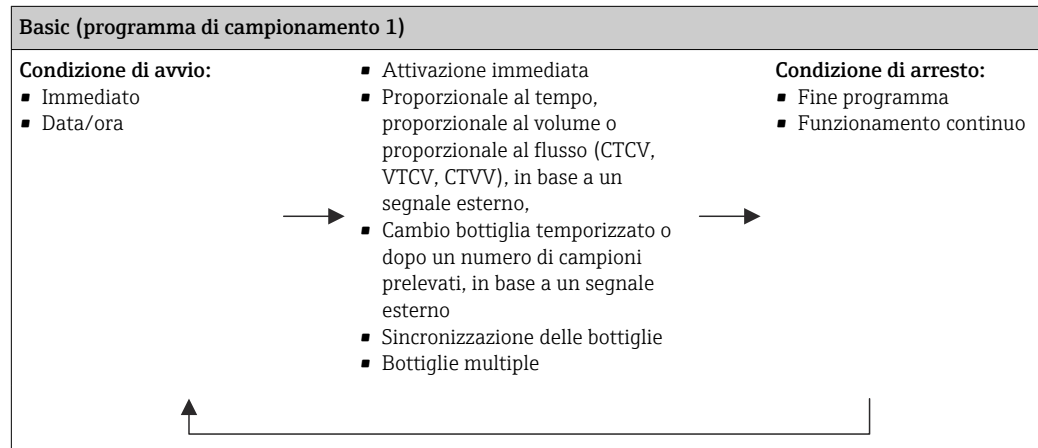 Basic (programma di campionamento 1)
Condizione di avvio:
▪ Immediato
▪ Data/ora
▪ Attivazione immediata
▪ Proporzionale al tempo,
proporzionale al volume o
proporzionale al flusso (CTCV,
VTCV, CTVV), in base a un
segnale esterno,
▪ Cambio bottiglia temporizzato o
dopo un numero di campioni
prelevati, in base a un segnale
esterno
▪ Sincronizzazione delle bottiglie
▪ Bottiglie multiple
Condizione di arresto:
▪ Fine programma
▪ Funzionamento continuo